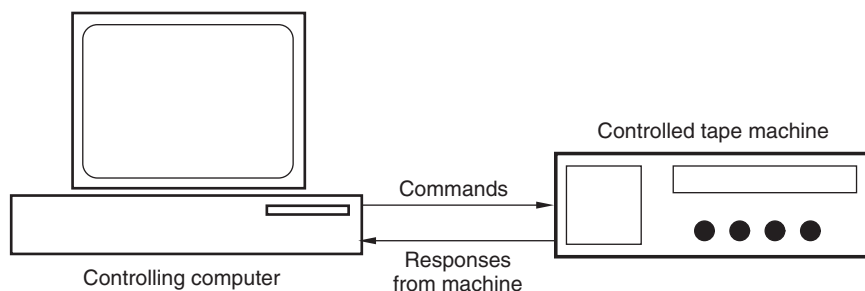 Controlled tape machine
Commands
Responses
from machine
Controlling computer